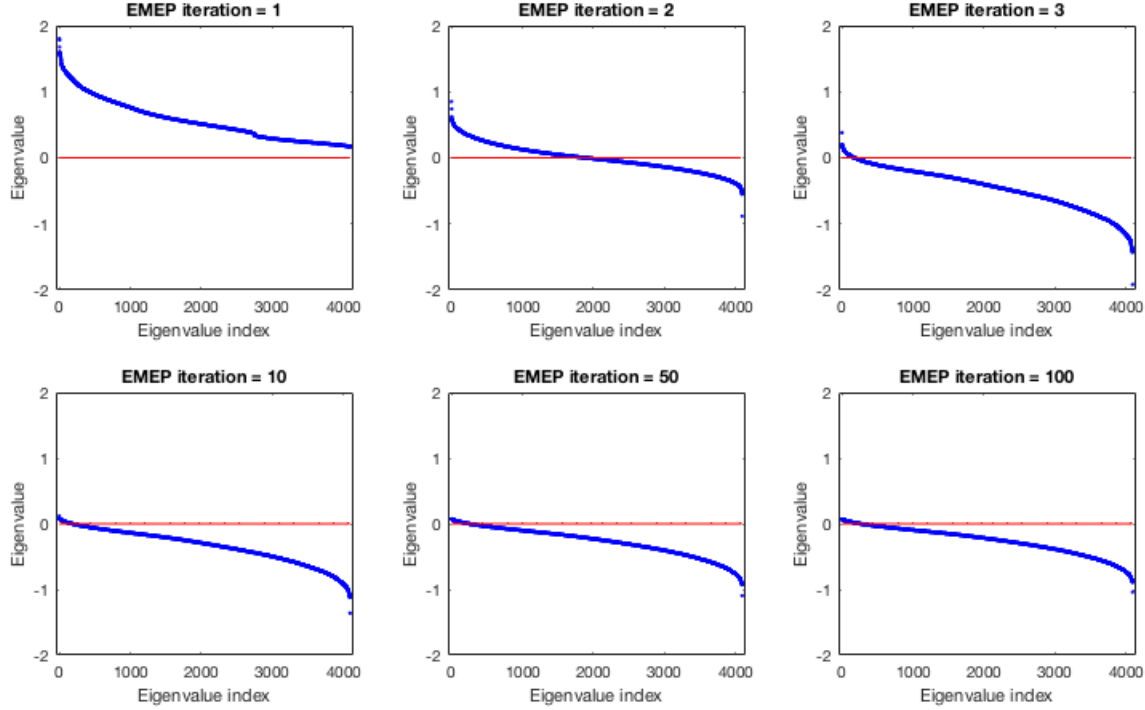 EMEP iteration = 1
EMEP iteration = 2
EMEP iteration = 3
2
1
0
-1
-2
Eigenvalue
0 1000 2000 3000 4000
Eigenvalue index
2
1
0
-1
-2
Eigenvalue
0 1000 2000 3000 4000
Eigenvalue index
2
1
0
-1
-2
Eigenvalue
0 1000 2000 3000 4000
Eigenvalue index
EMEP iteration = 10
EMEP iteration = 50
EMEP iteration = 100
2
1
0
-1
-2
Eigenvalue
0 1000 2000 3000 4000
Eigenvalue index
2
1
0
-1
-2
Eigenvalue
0 1000 2000 3000 4000
Eigenvalue index
2
1
0
-1
-2
Eigenvalue
0 1000 2000 3000 4000
Eigenvalue index